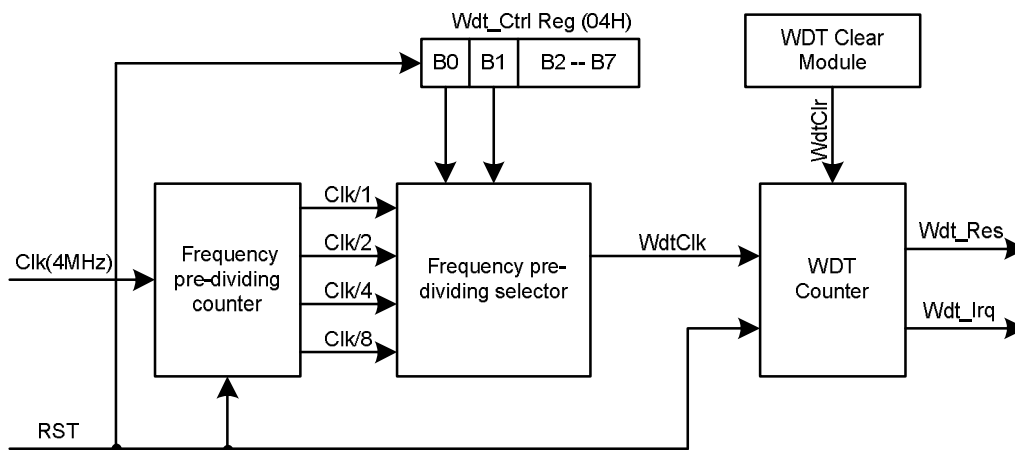 Wdt_Ctrl Reg (04H)
B0
B1
B2 -- B7
WDT Clear
Module
WdtClr
Clk(4MHz)
Frequency
pre-dividing
counter
Clk/1
Clk/2
Clk/4
Clk/8
Frequency pre-
dividing selector
WdtClk
WDT
Counter
Wdt_Res
Wdt_Irq
RST